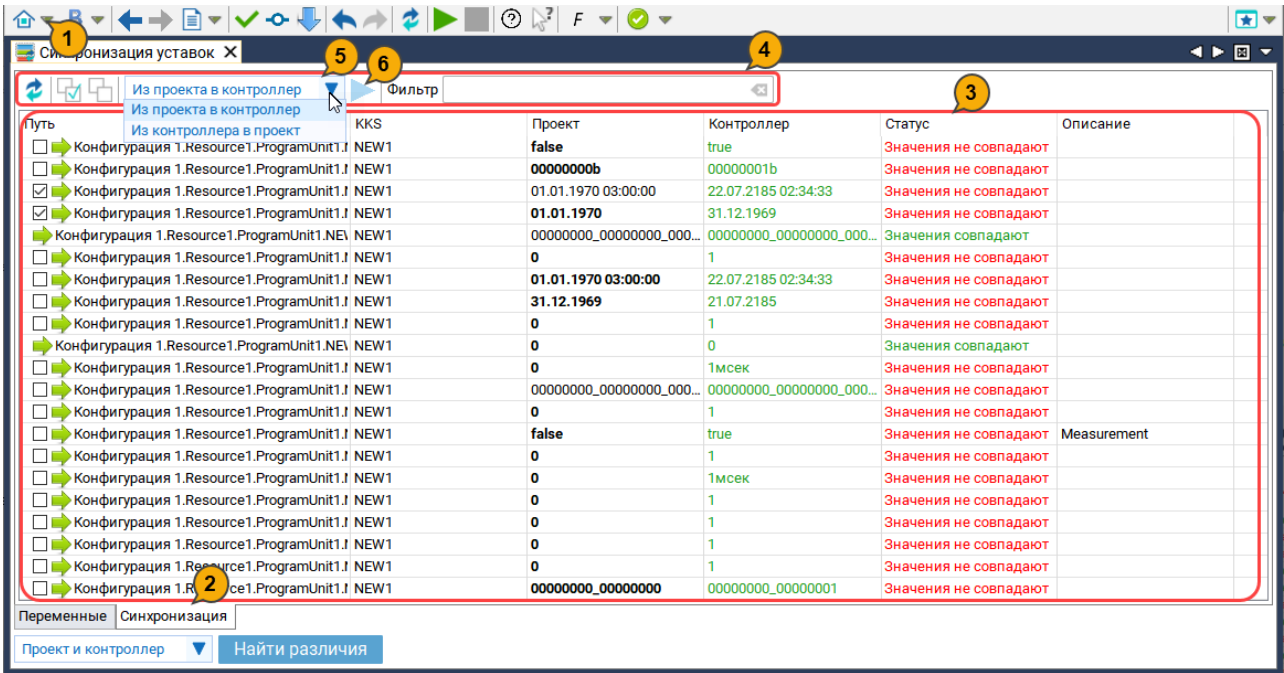 B F
1
Синхронизация уставок X
5 6 4
Из проекта в контроллер Фильтр
Из проекта в контроллер
3
Из контроллера в проект
Путь KKS Проект Контроллер Статус Описание
Конфигурация 1.Resource1.ProgramUnit1.I NEW1 false true Значения не совпадают
Конфигурация 1.Resource1.ProgramUnit1.I NEW1 00000000b 00000001b Значения не совпадают
Конфигурация 1.Resource1.ProgramUnit1.I NEW1 01.01.1970 03:00:00 22.07.2185 02:34:33 Значения не совпадают
Конфигурация 1.Resource1.ProgramUnit1.I NEW1 01.01.1970 31.12.1969 Значения не совпадают
Конфигурация 1.Resource1.ProgramUnit1.NEV NEW1 00000000_00000000_000... 00000000_00000000_000... Значения совпадают
Конфигурация 1.Resource1.ProgramUnit1.I NEW1 0 1 Значения не совпадают
Конфигурация 1.Resource1.ProgramUnit1.I NEW1 01.01.1970 03:00:00 22.07.2185 02:34:33 Значения не совпадают
Конфигурация 1.Resource1.ProgramUnit1.I NEW1 31.12.1969 21.07.2185 Значения не совпадают
Конфигурация 1.Resource1.ProgramUnit1.I NEW1 0 1 Значения не совпадают
Конфигурация 1.Resource1.ProgramUnit1.NEV NEW1 0 0 Значения совпадают
Конфигурация 1.Resource1.ProgramUnit1.I NEW1 0 1мсек Значения не совпадают
Конфигурация 1.Resource1.ProgramUnit1.I NEW1 00000000_00000000_000... 00000000_00000000_000... Значения не совпадают
Конфигурация 1.Resource1.ProgramUnit1.I NEW1 0 1 Значения не совпадают
Конфигурация 1.Resource1.ProgramUnit1.I NEW1 false true Значения не совпадают Measurement
Конфигурация 1.Resource1.ProgramUnit1.I NEW1 0 1 Значения не совпадают
Конфигурация 1.Resource1.ProgramUnit1.I NEW1 0 1мсек Значения не совпадают
Конфигурация 1.Resource1.ProgramUnit1.I NEW1 0 1 Значения не совпадают
Конфигурация 1.Resource1.ProgramUnit1.I NEW1 0 1 Значения не совпадают
Конфигурация 1.Resource1.ProgramUnit1.I NEW1 0 1 Значения не совпадают
Конфигурация 1.Resource1.ProgramUnit1.I NEW1 0 1 Значения не совпадают
Конфигурация 1.Resource1.ProgramUnit1.I NEW1 00000000_00000000 00000000_00000001 Значения не совпадают
2
Переменные Синхронизация
Проект и контроллер Найти различия